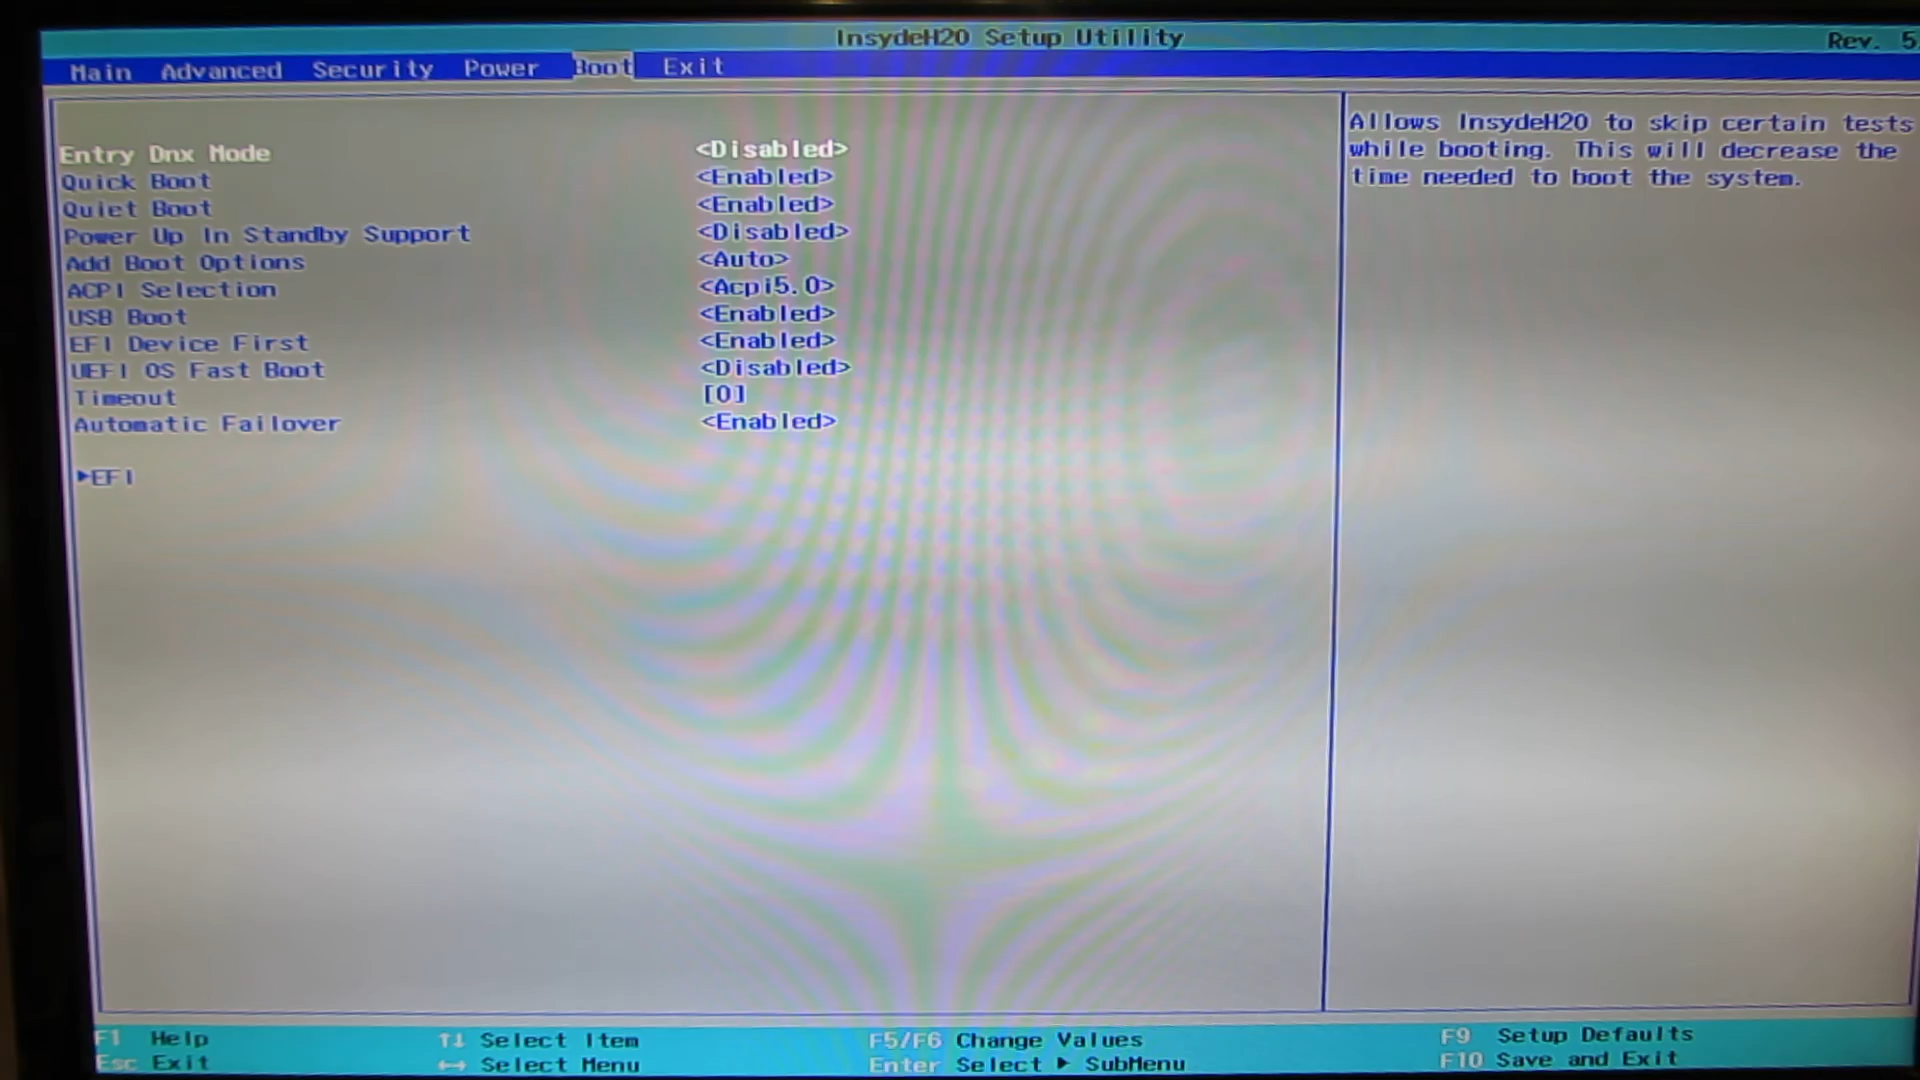 InsydeH20 Setup Utility
Rev. 5
Main Advanced Security Power Boot Exit
Entry Dnx Mode <Disabled>
Quick Boot <Enabled>
Quiet Boot <Enabled>
Power Up In Standby Support <Disabled>
Add Boot Options <Auto>
ACPI Selection <Acpi5.0>
USB Boot <Enabled>
EFI Device First <Enabled>
UEFI OS Fast Boot <Disabled>
Timeout [0]
Automatic Failover <Enabled>
►EFI
Allows InsydeH20 to skip certain tests
while booting. This will decrease the
time needed to boot the system.
F1 Help ↑↓ Select Item F5/F6 Change Values F9 Setup Defaults
Esc Exit ↔ Select Menu Enter Select ► SubMenu F10 Save and Exit